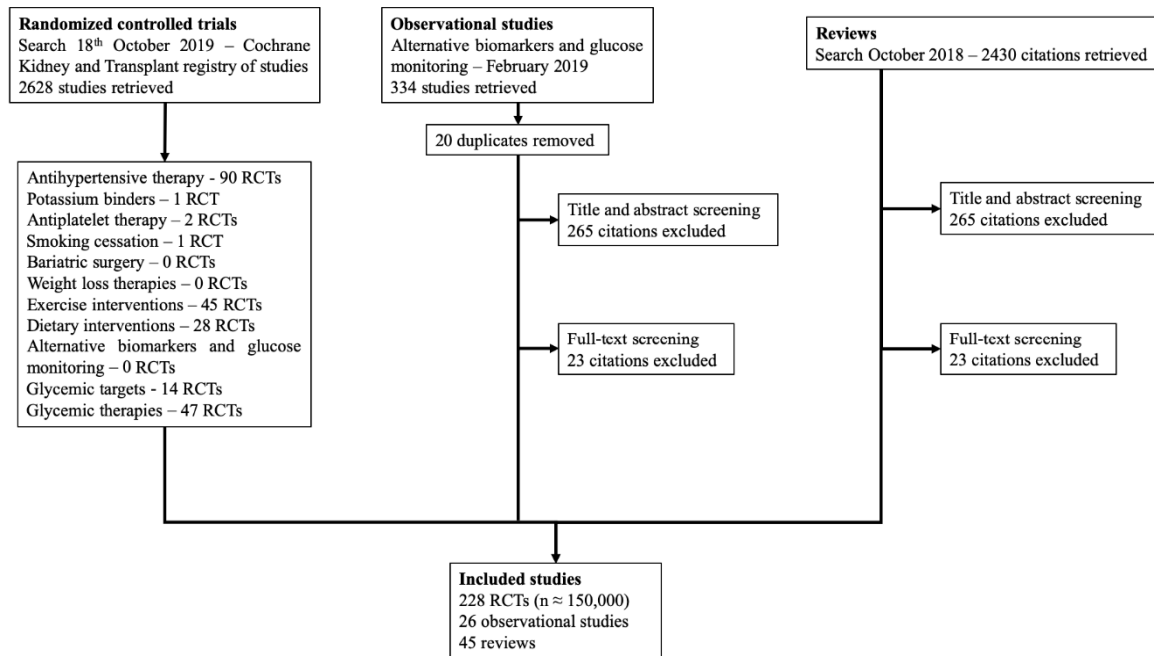 Randomized controlled trials
Search 18th October 2019 – Cochrane
Kidney and Transplant registry of studies
2628 studies retrieved
Antihypertensive therapy - 90 RCTs
Potassium binders – 1 RCT
Antiplatelet therapy – 2 RCTs
Smoking cessation – 1 RCT
Bariatric surgery – 0 RCTs
Weight loss therapies – 0 RCTs
Exercise interventions – 45 RCTs
Dietary interventions – 28 RCTs
Alternative biomarkers and glucose
monitoring – 0 RCTs
Glycemic targets - 14 RCTs
Glycemic therapies – 47 RCTs
Observational studies
Alternative biomarkers and glucose
monitoring – February 2019
334 studies retrieved
20 duplicates removed
Title and abstract screening
265 citations excluded
Full-text screening
23 citations excluded
Reviews
Search October 2018 – 2430 citations retrieved
Title and abstract screening
265 citations excluded
Full-text screening
23 citations excluded
Included studies
228 RCTs (n ≈ 150,000)
26 observational studies
45 reviews